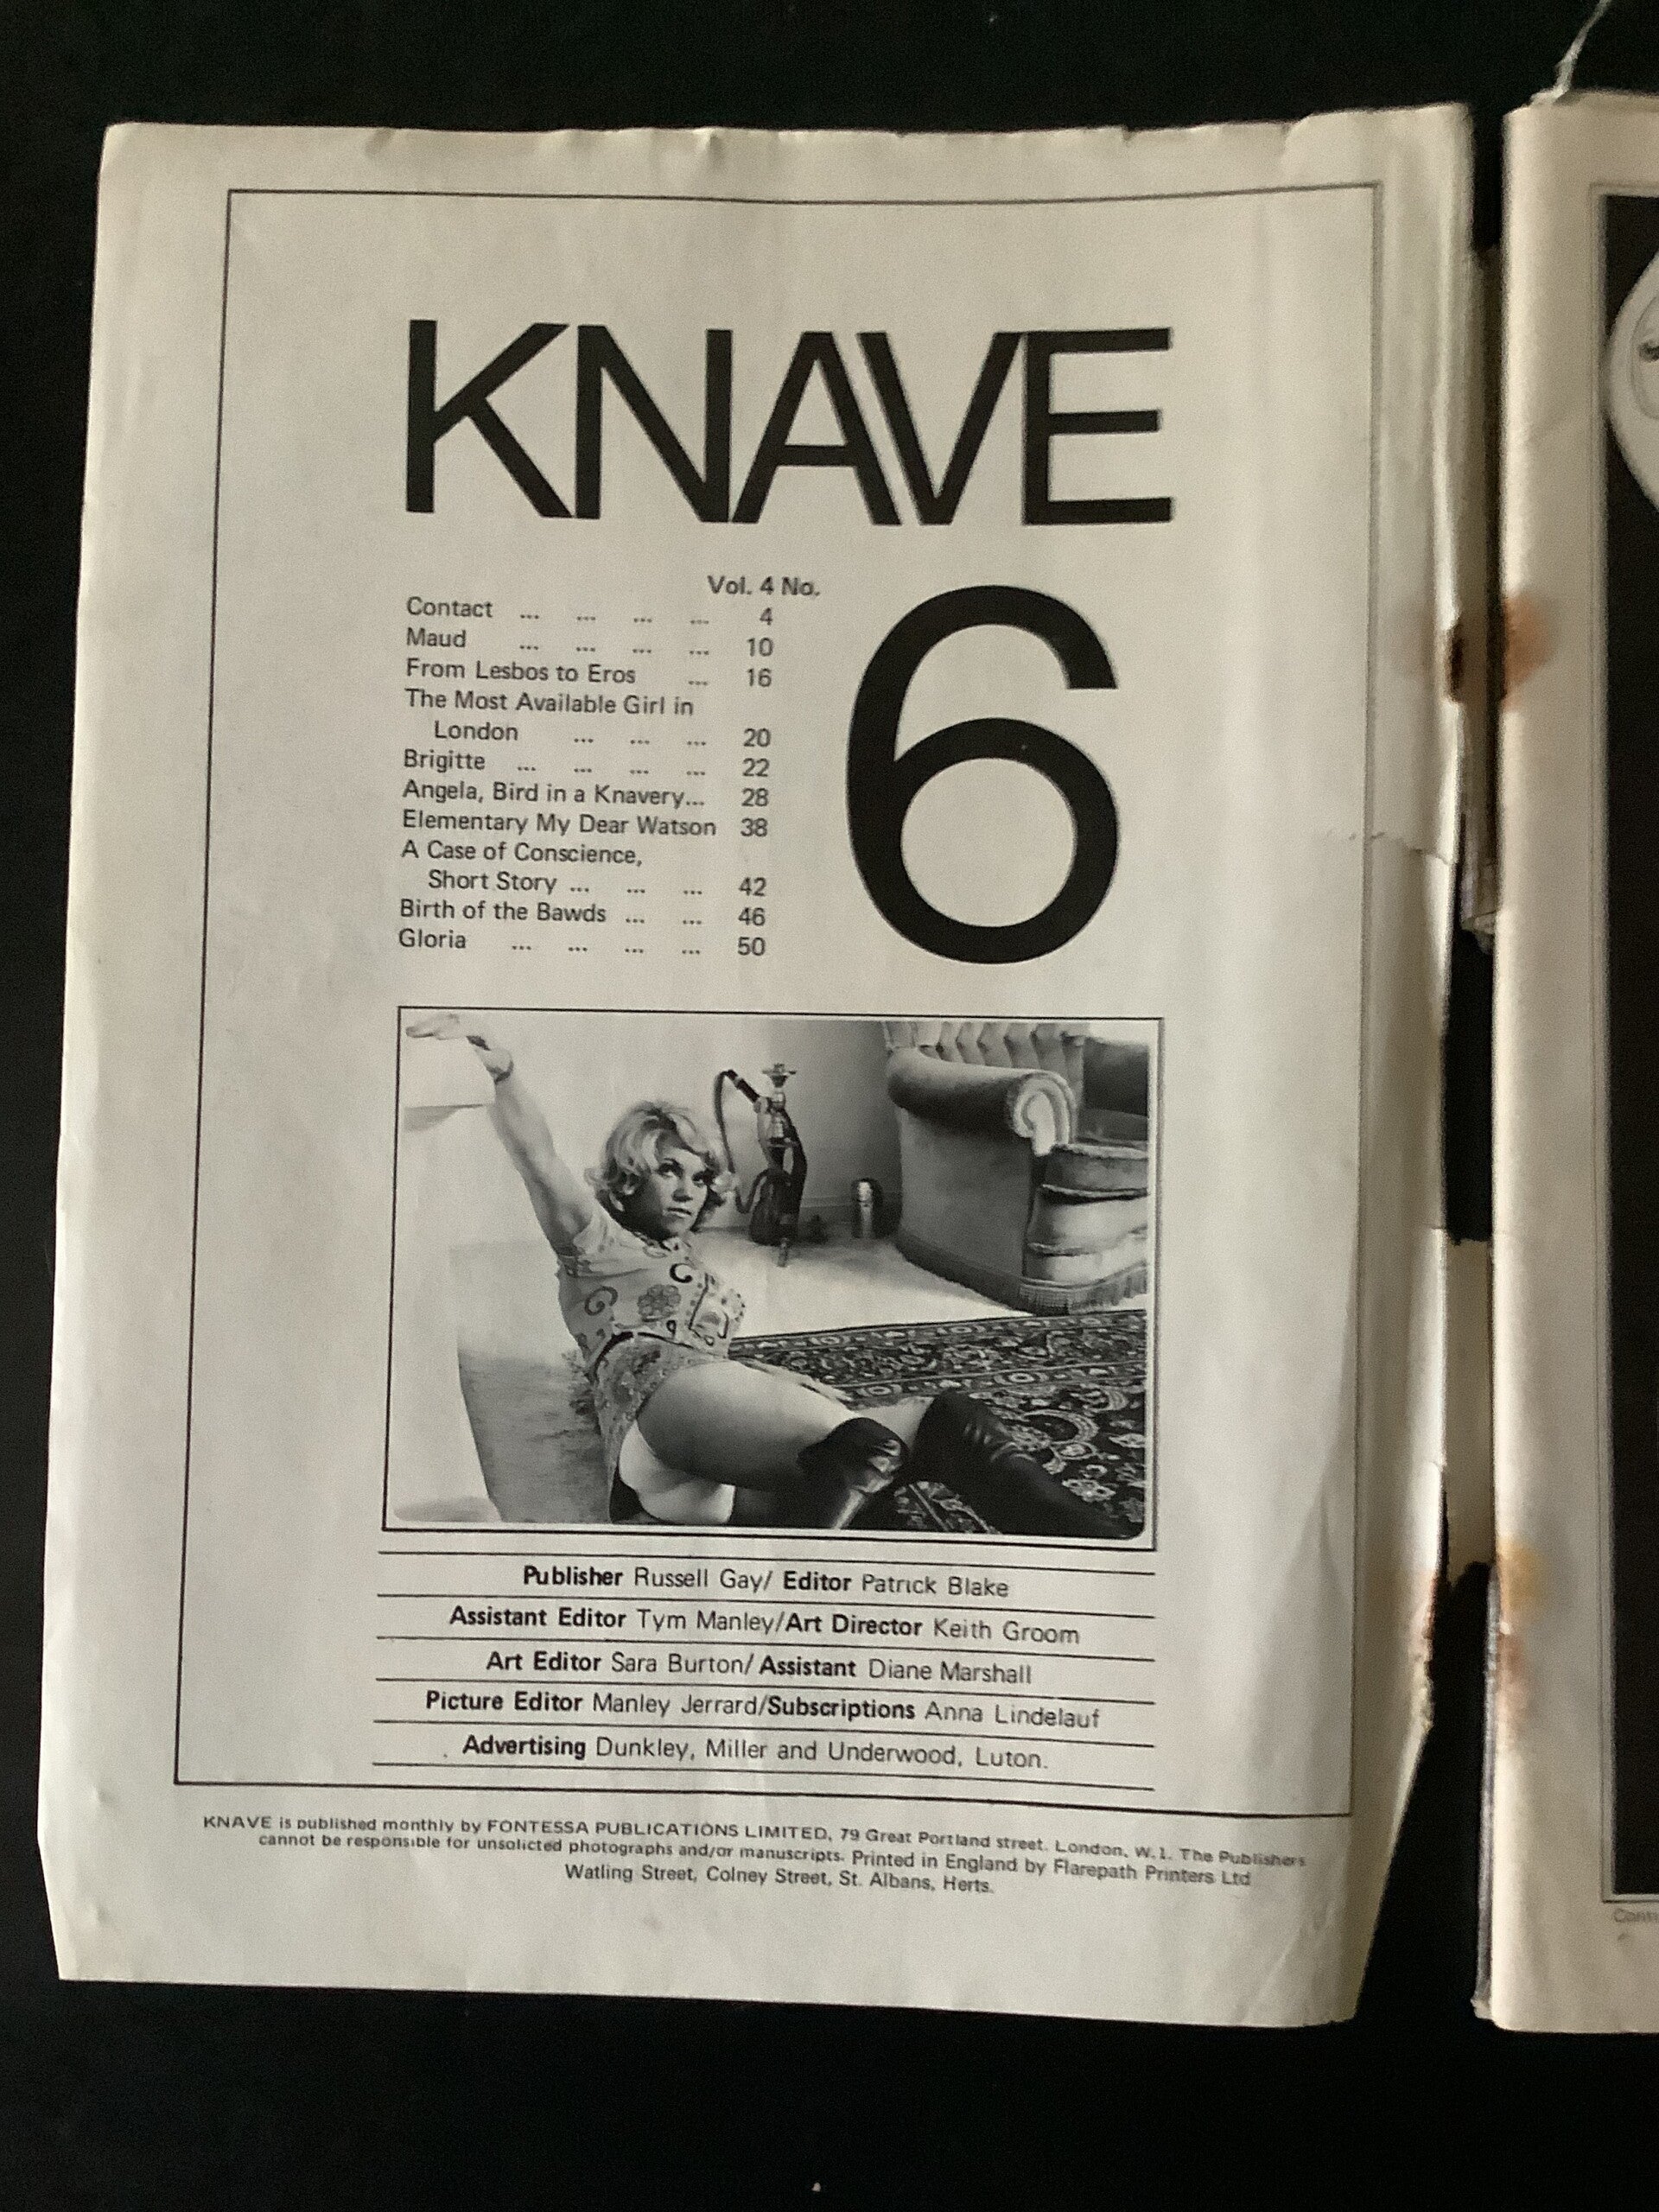 KNAVE
Vol. 4 No.
6
Contact ... ... ... ... 4
Maud ... ... ... ... 10
From Lesbos to Eros ... 16
The Most Available Girl in
London ... ... ... 20
Brigitte ... ... ... ... 22
Angela, Bird in a Knavery... 28
Elementary My Dear Watson 38
A Case of Conscience,
Short Story ... ... ... 42
Birth of the Bawds ... ... 46
Gloria ... ... ... ... 50
Publisher Russell Gay/ Editor Patrick Blake
Assistant Editor Tym Manley/Art Director Keith Groom
Art Editor Sara Burton/ Assistant Diane Marshall
Picture Editor Manley Jerrard/Subscriptions Anna Lindelauf
Advertising Dunkley, Miller and Underwood, Luton.
KNAVE is published monthly by FONTESSA PUBLICATIONS LIMITED, 79 Great Portland street. London, W.1. The Publishers
cannot be responsible for unsolicted photographs and/or manuscripts. Printed in England by Flarepath Printers Ltd
Watling Street, Colney Street, St. Albans, Herts.